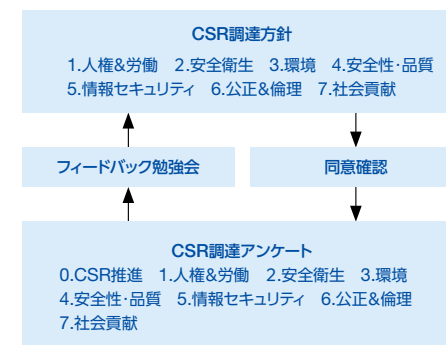 CSR調達方針
1.人権&労働 2.安全衛生 3.環境 4.安全性・品質
5.情報セキュリティ 6.公正&倫理 7.社会貢献
フィードバック勉強会
同意確認
CSR調達アンケート
0.CSR推進 1.人権&労働 2.安全衛生 3.環境
4.安全性・品質 5.情報セキュリティ 6.公正&倫理
7.社会貢献